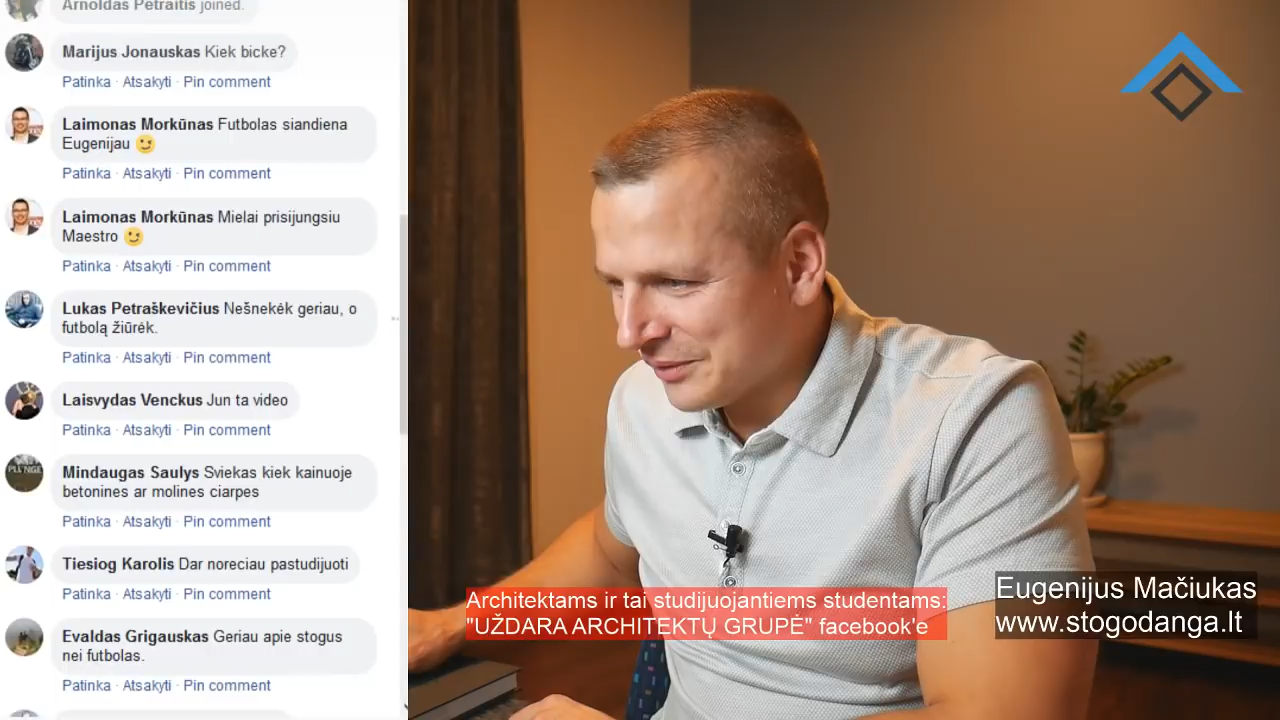 Arnoldas Petraitis joined.
Marijus Jonauskas Kiek bicke?
Patinka · Atsakyti · Pin comment
Laimonas Morkūnas Futbolas siandiena
Eugenijau 😉
Patinka · Atsakyti · Pin comment
Laimonas Morkūnas Mielai prisijungsiu
Maestro 😉
Patinka · Atsakyti · Pin comment
Lukas Petraškevičius Nešnekėk geriau, o
futbolą žiūrėk.
Patinka · Atsakyti · Pin comment
Laisvydas Venckus Jun ta video
Patinka · Atsakyti · Pin comment
Mindaugas Saulys Sviekas kiek kainuoje
betonines ar molines ciarpes
Patinka · Atsakyti · Pin comment
Tiesiog Karolis Dar noreciau pastudijuoti
Patinka · Atsakyti · Pin comment
Evaldas Grigauskas Geriau apie stogus
nei futbolas.
Patinka · Atsakyti · Pin comment
Architektams ir tai studijuojantiems studentams:
"UŽDARA ARCHITEKTŲ GRUPĖ" facebook'e
Eugenijus Mačiukas
www.stogodanga.lt